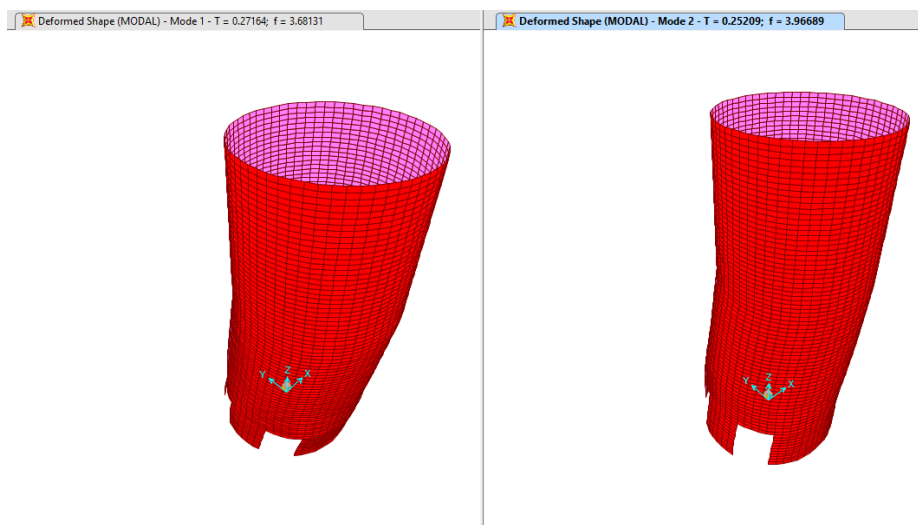 Deformed Shape (MODAL) - Mode 1 - T = 0.27164; f = 3.68131
Deformed Shape (MODAL) - Mode 2 - T = 0.25209; f = 3.96689
Z
Y
X
Z
Y
X